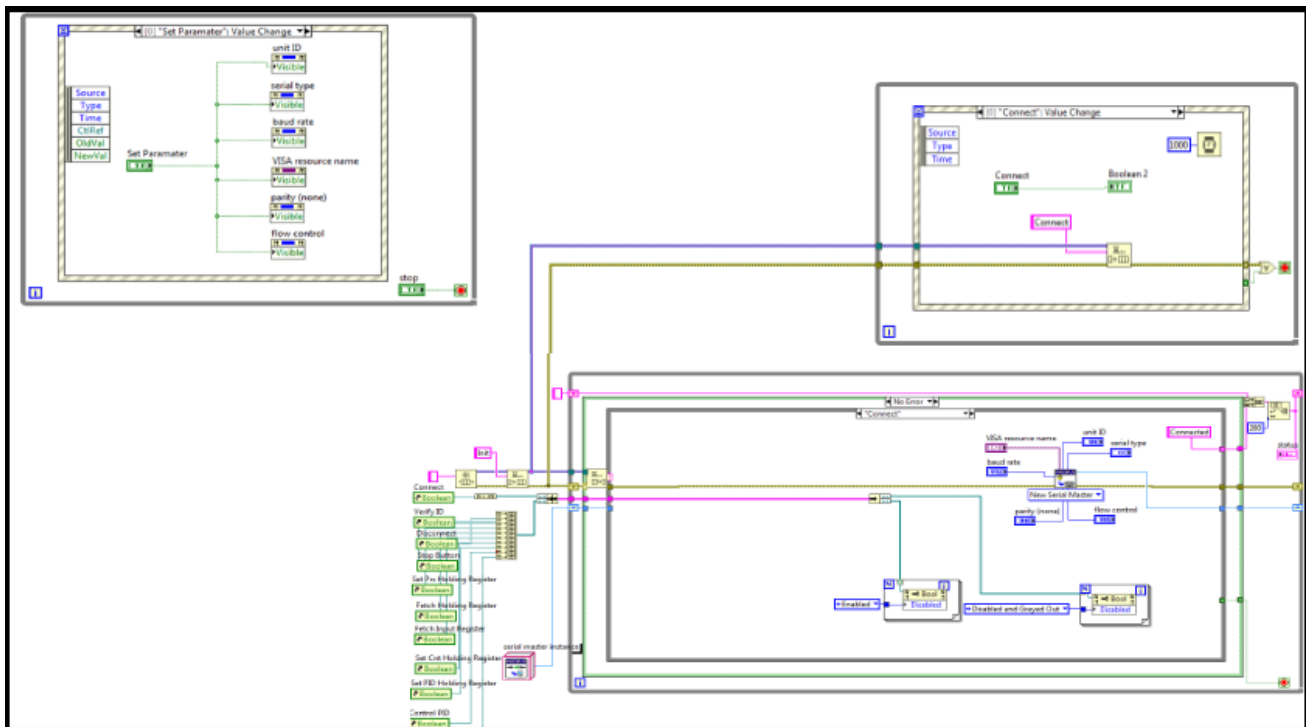 [0] "Set Paramater": Value Change
unit ID
Visible
serial type
Visible
baud rate
Visible
VISA resource name
Visible
parity (none)
Visible
flow control
Visible
Source
Type
Time
CtlRef
OldVal
NewVal
Set Paramater
TF
stop
TF
i
[0] "Connect": Value Change
Source
Type
Time
1000
Connect
TF
Boolean 2
TF
Connect
i
No Error
"Connect"
VISA resource name
unit ID
serial type
baud rate
New Serial Master
parity (none)
flow control
Connected
200
status
Init
Connect
Boolean
Verify ID
Boolean
Disconnect
Boolean
Stop Button
Boolean
Boolean
Fetch Holding Register
Boolean
Fetch Input Register
Boolean
Set Cnt Holding Register
Boolean
Set PID Holding Register
Boolean
Control PID
Boolean
serial master instance
N
i
Bool
Enabled
Disabled
N
i
Bool
Disabled and Grayed Out
Disabled
i